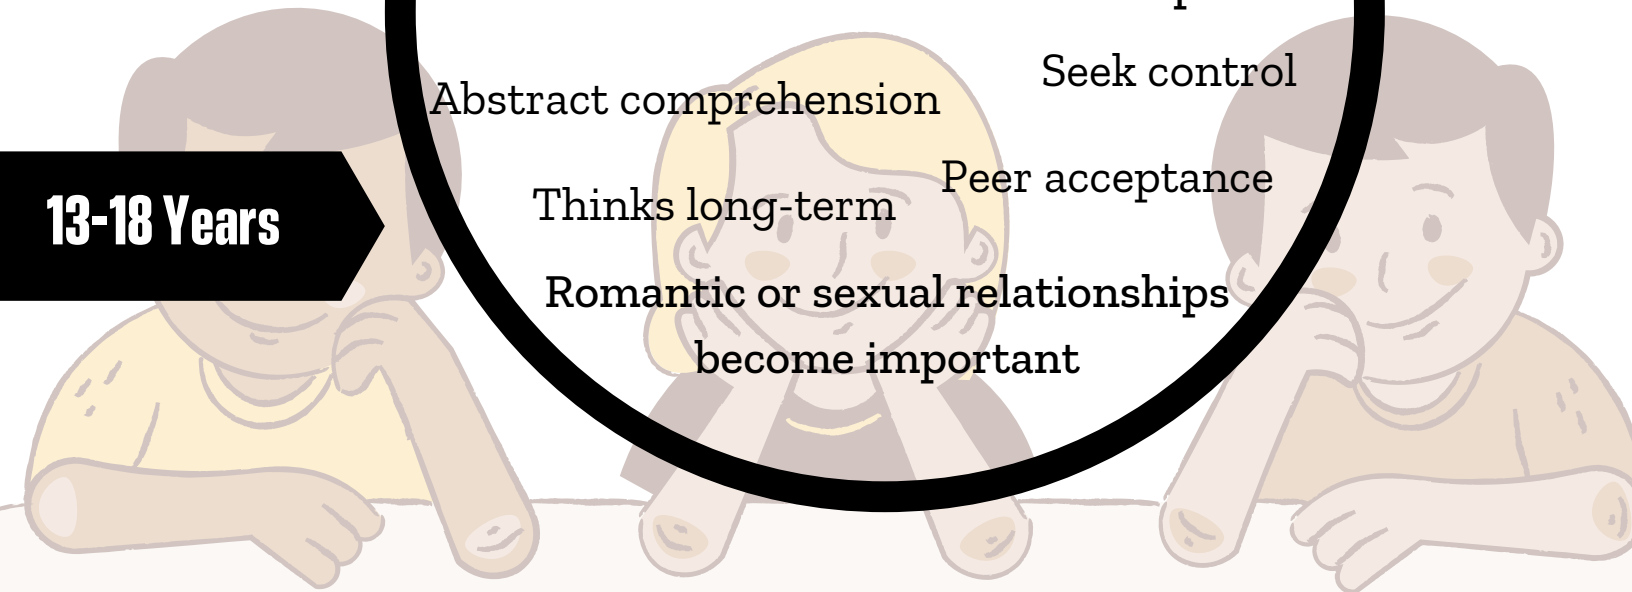 Seek control
Abstract comprehension
Peer acceptance
Thinks long-term
13-18 Years
Romantic or sexual relationships
become important